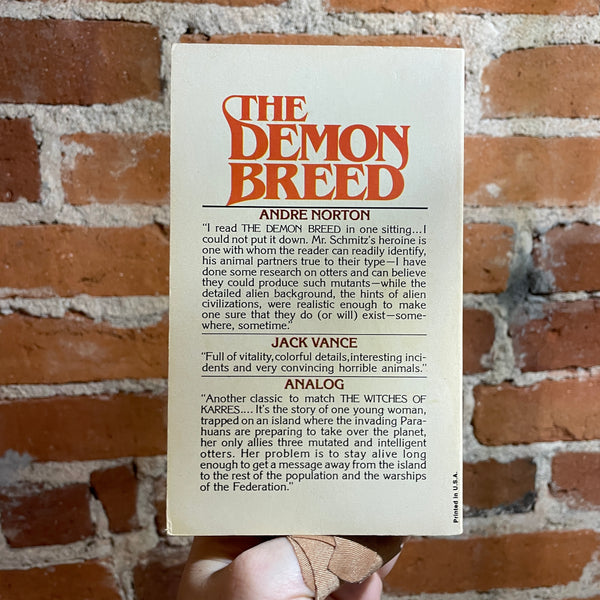 THE
DEMON
BREED
ANDRE NORTON
“I read THE DEMON BREED in one sitting...I
could not put it down. Mr. Schmitz’s heroine is
one with whom the reader can readily identify,
his animal partners true to their type—I have
done some research on otters and can believe
they could produce such mutants—while the
detailed alien background, the hints of alien
civilizations, were realistic enough to make
one sure that they do (or will) exist—some-
where, sometime.”
JACK VANCE
“Full of vitality,colorful details,interesting inci-
dents and very convincing horrible animals.”
ANALOG
“Another classic to match THE WITCHES OF
KARRES.... It’s the story of one young woman,
trapped on an island where the invading Para-
huans are preparing to take over the planet,
her only allies three mutated and intelligent
otters. Her problem is to stay alive long
enough to get a message away from the island
to the rest of the population and the warships
of the Federation.”
Printed in U.S.A.